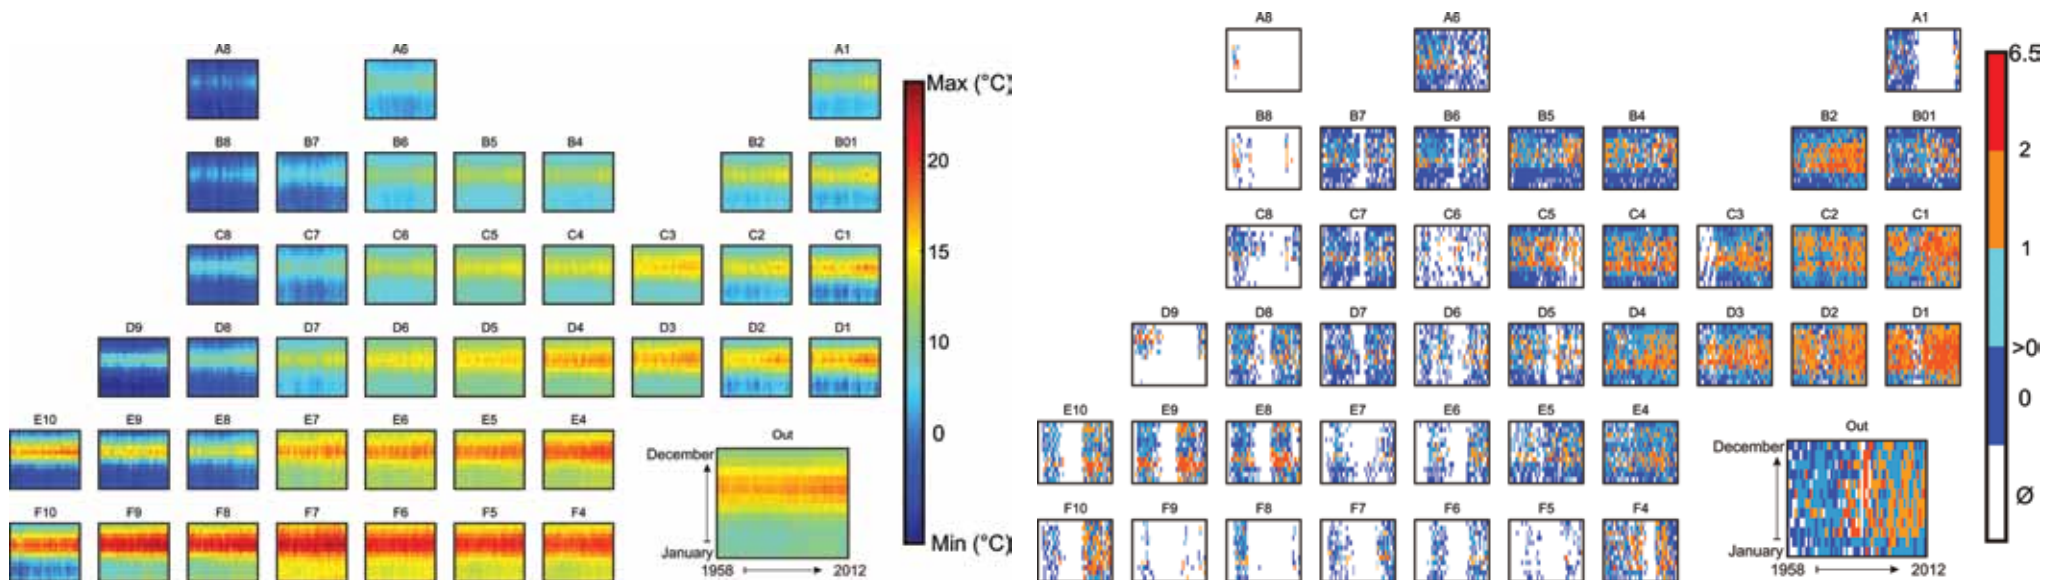 A8 A6 A1
Max (°C)
B8 B7 B6 B5 B4 B2 B01
20
C8 C7 C6 C5 C4 C3 C2 C1
15
D9 D8 D7 D6 D5 D4 D3 D2 D1
10
E10 E9 E8 E7 E6 E5 E4
Out
0
December
F10 F9 F8 F7 F6 F5 F4
January
Min (°C)
1958 2012
A8 A6 A1
6.5
B8 B7 B6 B5 B4 B2 B01
2
C8 C7 C6 C5 C4 C3 C2 C1
1
D9 D8 D7 D6 D5 D4 D3 D2 D1
>0
0
E10 E9 E8 E7 E6 E5 E4
Out
December
Ø
F10 F9 F8 F7 F6 F5 F4
January
1958 2012